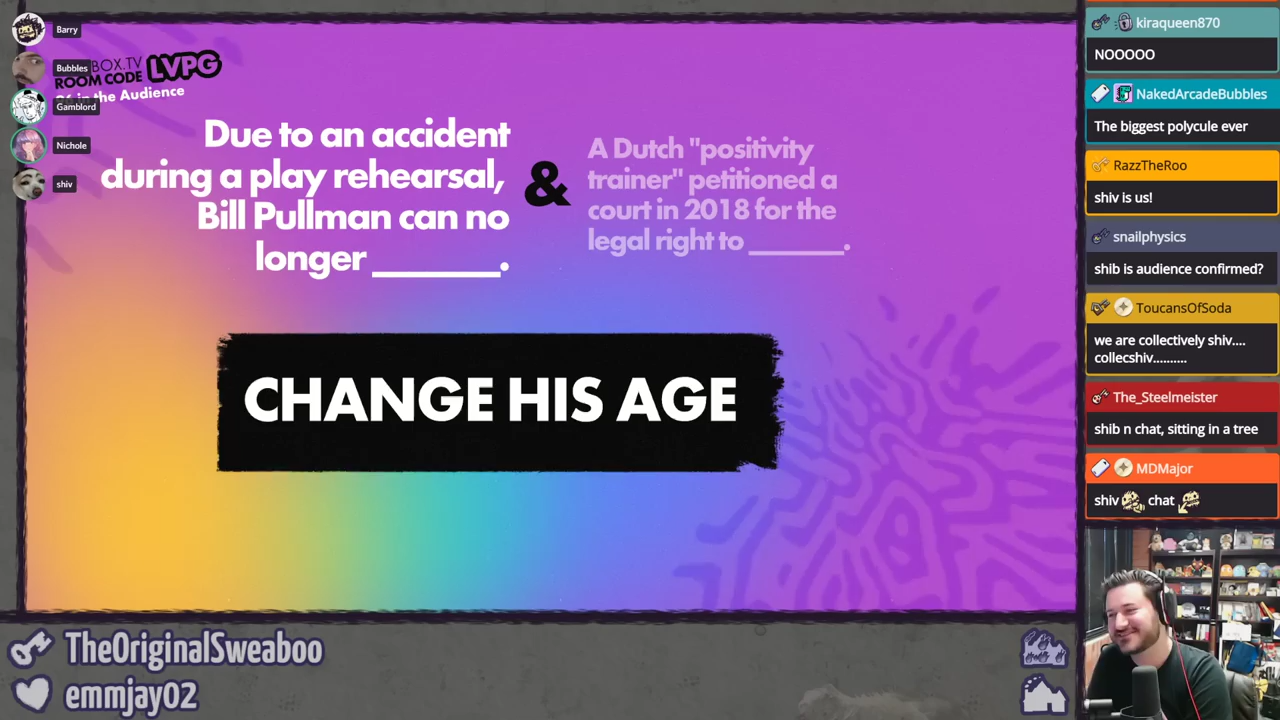 Barry
Bubbles
BOX.TV
ROOM CODE LVPG
in the Audience
Gamblord
Nichole
shiv
Due to an accident
during a play rehearsal,
Bill Pullman can no
longer _______.
&
A Dutch "positivity
trainer" petitioned a
court in 2018 for the
legal right to _______.
CHANGE HIS AGE
kiraqueen870
NOOOOO
NakedArcadeBubbles
The biggest polycule ever
RazzTheRoo
shiv is us!
snailphysics
shib is audience confirmed?
ToucansOfSoda
we are collectively shiv....
collecshiv..........
The_Steelmeister
shib n chat, sitting in a tree
MDMajor
shiv chat
TheOriginalSweaboo
emmjay02